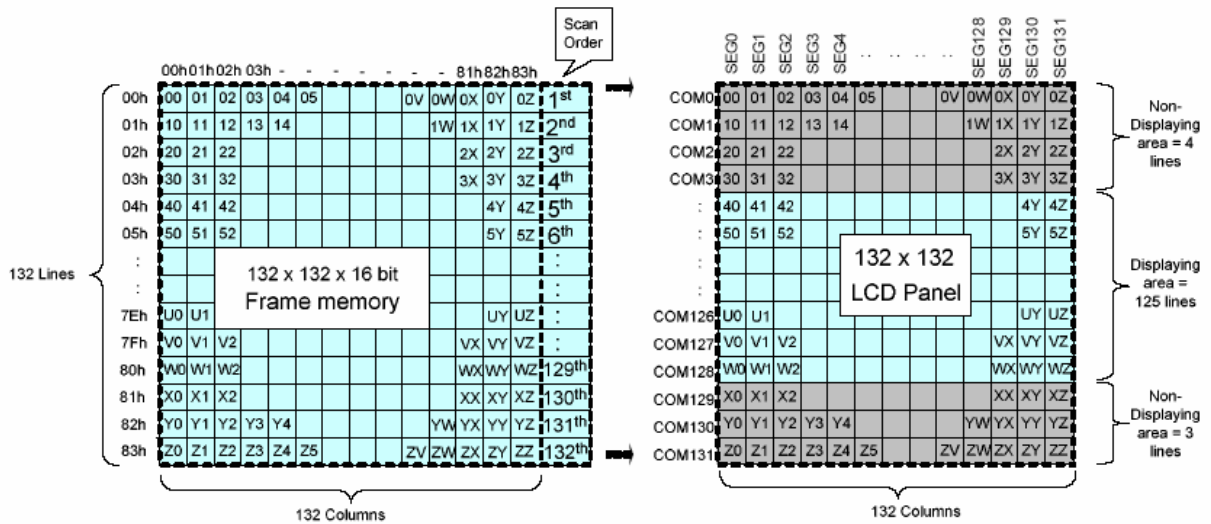 Scan
Order
00h 01h 02h 03h - - - - - - 81h 82h 83h
SEG0 SEG1 SEG2 SEG3 SEG4 .. : .. .. SEG128 SEG129 SEG130 SEG131
00h 00 01 02 03 04 05 0V 0W 0X 0Y 0Z 1st
01h 10 11 12 13 14 1W 1X 1Y 1Z 2nd
02h 20 21 22 2X 2Y 2Z 3rd
03h 30 31 32 3X 3Y 3Z 4th
04h 40 41 42 4Y 4Z 5th
05h 50 51 52 5Y 5Z 6th
: :
: :
7Eh U0 U1 UY UZ :
7Fh V0 V1 V2 VX VY VZ :
80h W0 W1 W2 WX WY WZ 129th
81h X0 X1 X2 XX XY XZ 130th
82h Y0 Y1 Y2 Y3 Y4 YW YX YY YZ 131th
83h Z0 Z1 Z2 Z3 Z4 Z5 ZV ZW ZX ZY ZZ 132th
132 Lines
132 x 132 x 16 bit
Frame memory
132 Columns
COM0 00 01 02 03 04 05 0V 0W 0X 0Y 0Z
COM1 10 11 12 13 14 1W 1X 1Y 1Z
COM2 20 21 22 2X 2Y 2Z
COM3 30 31 32 3X 3Y 3Z
: 40 41 42 4Y 4Z
: 50 51 52 5Y 5Z
:
:
COM126 U0 U1 UY UZ
COM127 V0 V1 V2 VX VY VZ
COM128 W0 W1 W2 WX WY WZ
COM129 X0 X1 X2 XX XY XZ
COM130 Y0 Y1 Y2 Y3 Y4 YW YX YY YZ
COM131 Z0 Z1 Z2 Z3 Z4 Z5 ZV ZW ZX ZY ZZ
132 x 132
LCD Panel
132 Columns
Non-
Displaying
area = 4
lines
Displaying
area =
125 lines
Non-
Displaying
area = 3
lines